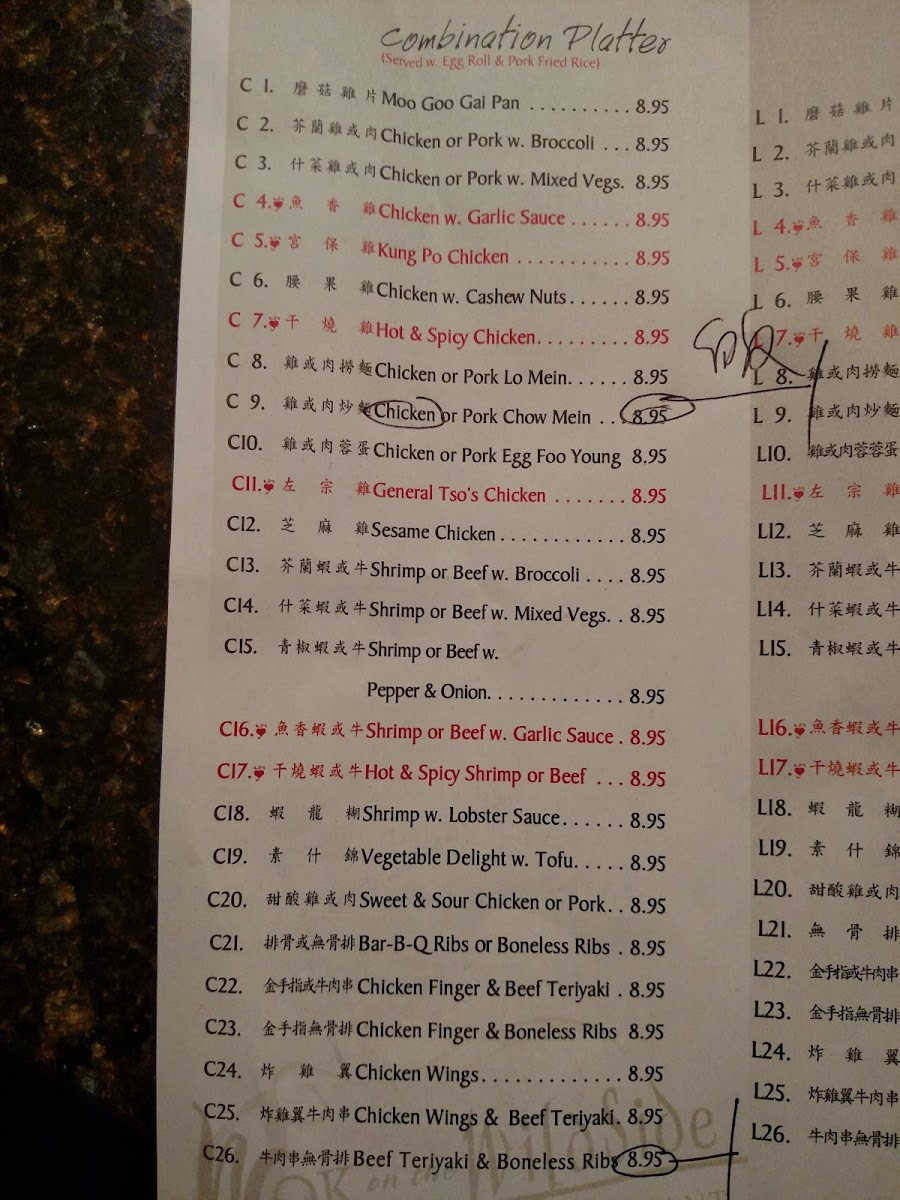 Combination Platter
(Served w. Egg Roll & Pork Fried Rice)
C 1. 磨菇雞片 Moo Goo Gai Pan .......... 8.95
C 2. 芥蘭雞或肉 Chicken or Pork w. Broccoli ... 8.95
C 3. 什菜雞或肉 Chicken or Pork w. Mixed Vegs. 8.95
C 4. 魚香雞 Chicken w. Garlic Sauce ...... 8.95
C 5. 宮保雞 Kung Po Chicken ........... 8.95
C 6. 腰果雞 Chicken w. Cashew Nuts...... 8.95
C 7. 干燒雞 Hot & Spicy Chicken......... 8.95
C 8. 雞或肉撈麵 Chicken or Pork Lo Mein...... 8.95
C 9. 雞或肉炒麵 Chicken or Pork Chow Mein ... 8.95
C10. 雞或肉蓉蛋 Chicken or Pork Egg Foo Young 8.95
C11. 左宗雞 General Tso's Chicken ....... 8.95
C12. 芝麻雞 Sesame Chicken............ 8.95
C13. 芥蘭蝦或牛 Shrimp or Beef w. Broccoli .... 8.95
C14. 什菜蝦或牛 Shrimp or Beef w. Mixed Vegs. . 8.95
C15. 青椒蝦或牛 Shrimp or Beef w.
Pepper & Onion............. 8.95
C16. 魚香蝦或牛 Shrimp or Beef w. Garlic Sauce . 8.95
C17. 干燒蝦或牛 Hot & Spicy Shrimp or Beef ... 8.95
C18. 蝦龍糊 Shrimp w. Lobster Sauce...... 8.95
C19. 素什錦 Vegetable Delight w. Tofu..... 8.95
C20. 甜酸雞或肉 Sweet & Sour Chicken or Pork.. 8.95
C21. 排骨或無骨排 Bar-B-Q Ribs or Boneless Ribs . 8.95
C22. 金手指或牛肉串 Chicken Finger & Beef Teriyaki . 8.95
C23. 金手指無骨排 Chicken Finger & Boneless Ribs 8.95
C24. 炸雞翼 Chicken Wings............. 8.95
C25. 炸雞翼牛肉串 Chicken Wings & Beef Teriyaki. 8.95
C26. 牛肉串無骨排 Beef Teriyaki & Boneless Ribs 8.95
Wok on the Wildside
L 1. 磨菇雞片
L 2. 芥蘭雞或肉
L 3. 什菜雞或肉
L 4. 魚香雞
L 5. 宮保雞
L 6. 腰果雞
L 7. 干燒雞
L 8. 雞或肉撈麵
L 9. 雞或肉炒麵
L10. 雞或肉蓉蓉蛋
L11. 左宗雞
L12. 芝麻雞
L13. 芥蘭蝦或牛
L14. 什菜蝦或牛
L15. 青椒蝦或牛
L16. 魚香蝦或牛
L17. 干燒蝦或牛
L18. 蝦龍糊
L19. 素什錦
L20. 甜酸雞或肉
L21. 無骨排
L22. 金手指或牛肉串
L23. 金手指無骨排
L24. 炸雞翼
L25. 炸雞翼牛肉串
L26. 牛肉串無骨排